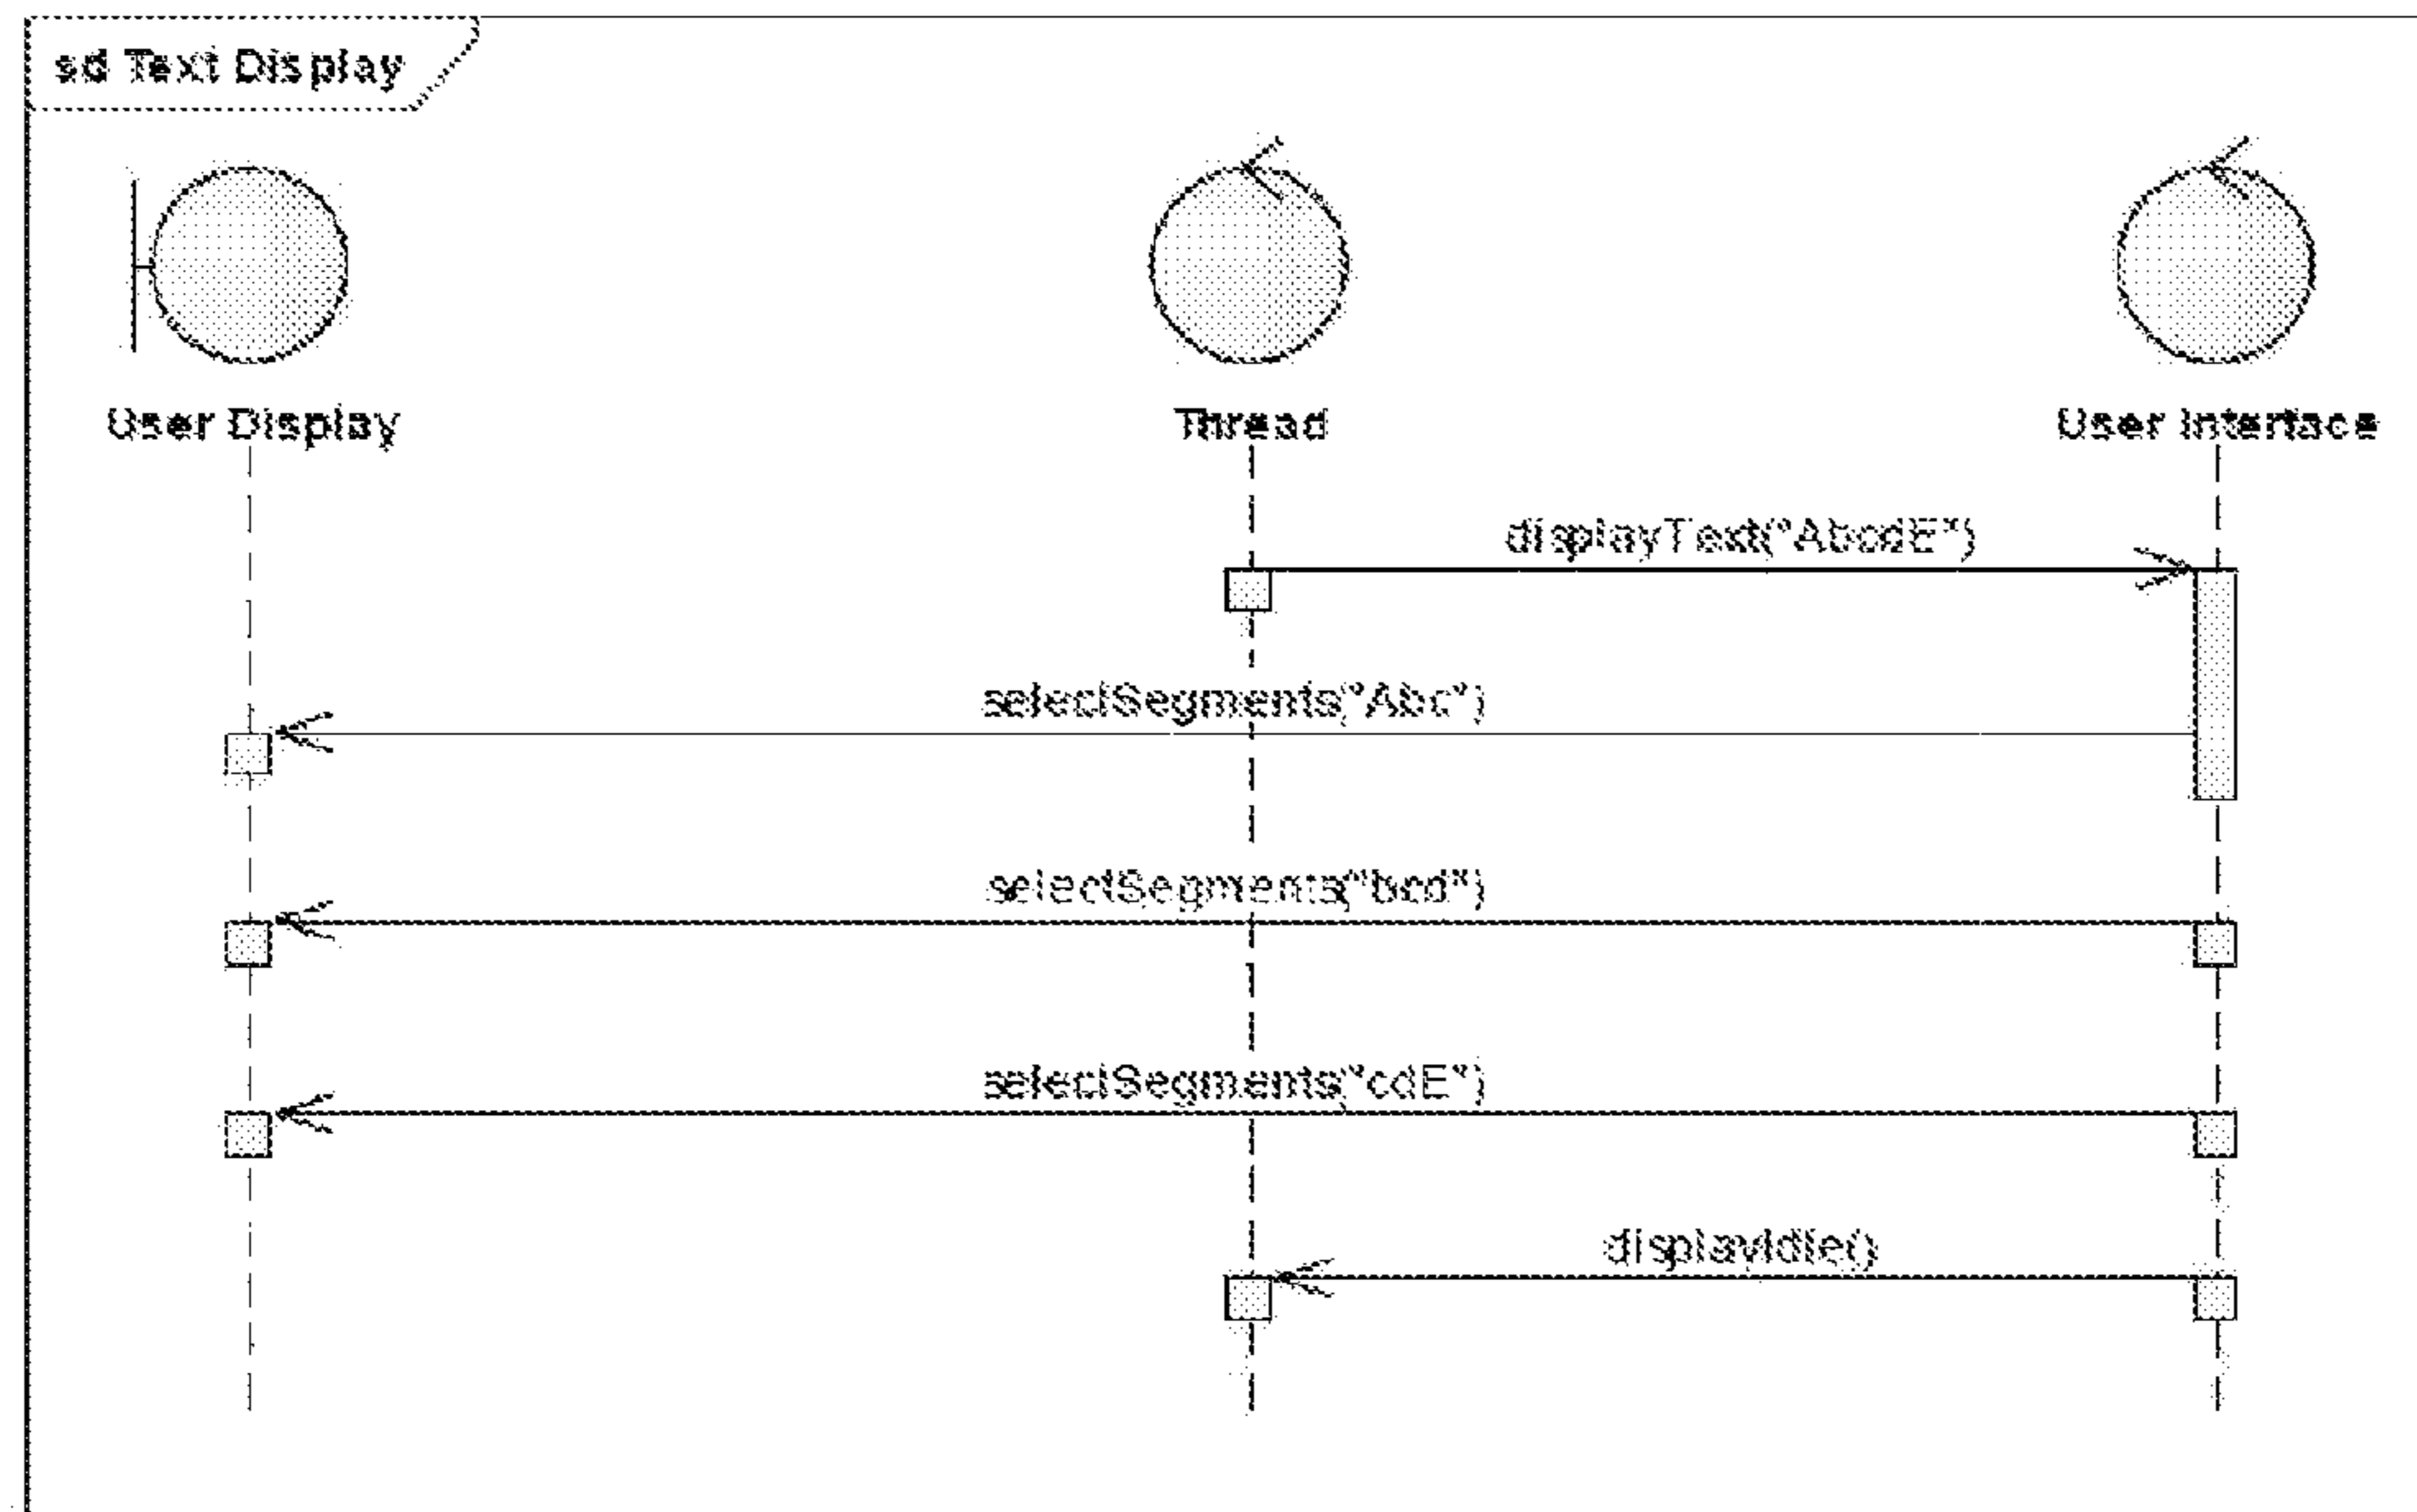 sd Text Display
User Display
Thread
User Interface
displayText("AbcdE")
selectSegments("Abc")
selectSegments("bcd")
selectSegments("cdE")
displayIdle()